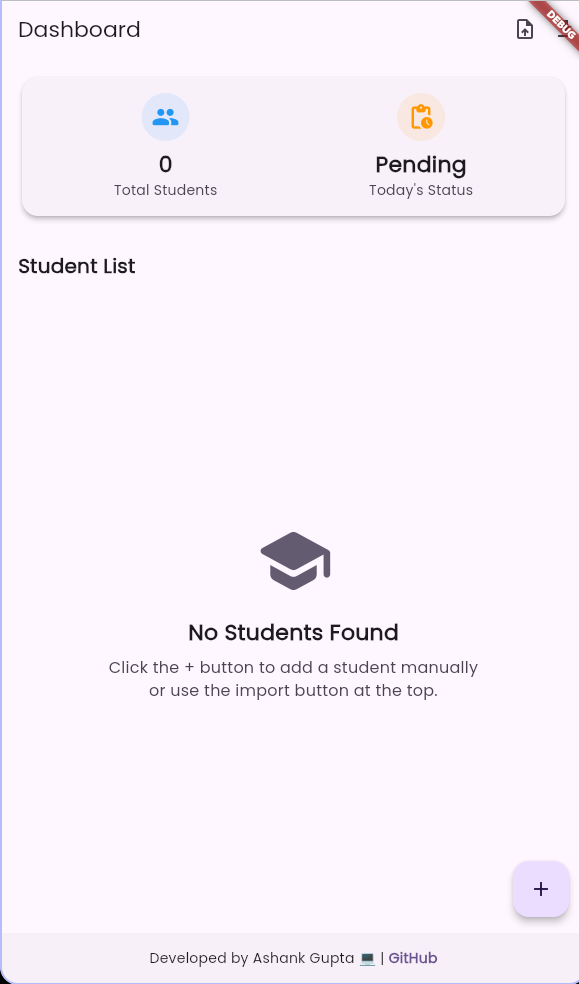 Dashboard
DEBUG
0
Total Students
Pending
Today's Status
Student List
No Students Found
Click the + button to add a student manually
or use the import button at the top.
+
Developed by Ashank Gupta 💻 | GitHub